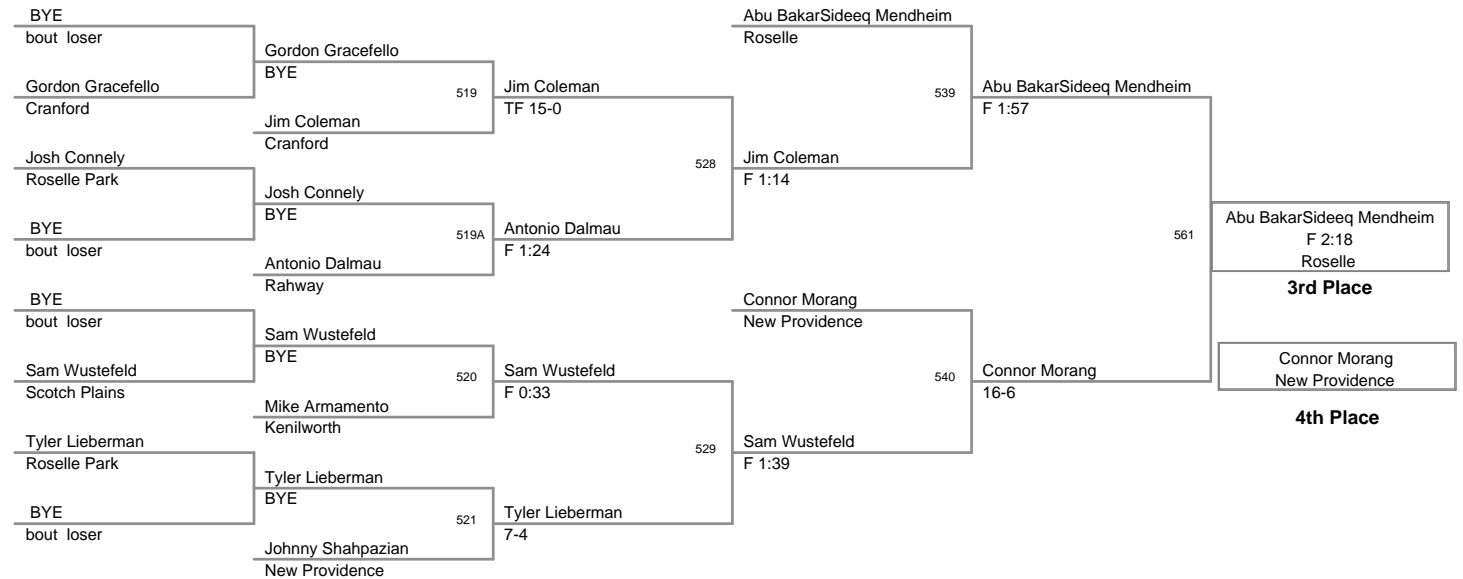 BYE
bout loser
Gordon Gracefello
Cranford
Josh Connely
Roselle Park
BYE
bout loser
BYE
bout loser
Sam Wustefeld
Scotch Plains
Tyler Lieberman
Roselle Park
BYE
bout loser
Gordon Gracefello
BYE
519
Jim Coleman
Cranford
Josh Connely
BYE
519A
Antonio Dalmau
Rahway
Sam Wustefeld
BYE
520
Mike Armamento
Kenilworth
Tyler Lieberman
BYE
521
Johnny Shahpazian
New Providence
Jim Coleman
TF 15-0
528
Antonio Dalmau
F 1:24
Sam Wustefeld
F 0:33
529
Tyler Lieberman
7-4
Abu BakarSideeq Mendheim
Roselle
539
Jim Coleman
F 1:14
Connor Morang
New Providence
540
Sam Wustefeld
F 1:39
Abu BakarSideeq Mendheim
F 1:57
561
Connor Morang
16-6
Abu BakarSideeq Mendheim
F 2:18
Roselle
3rd Place
Connor Morang
New Providence
4th Place